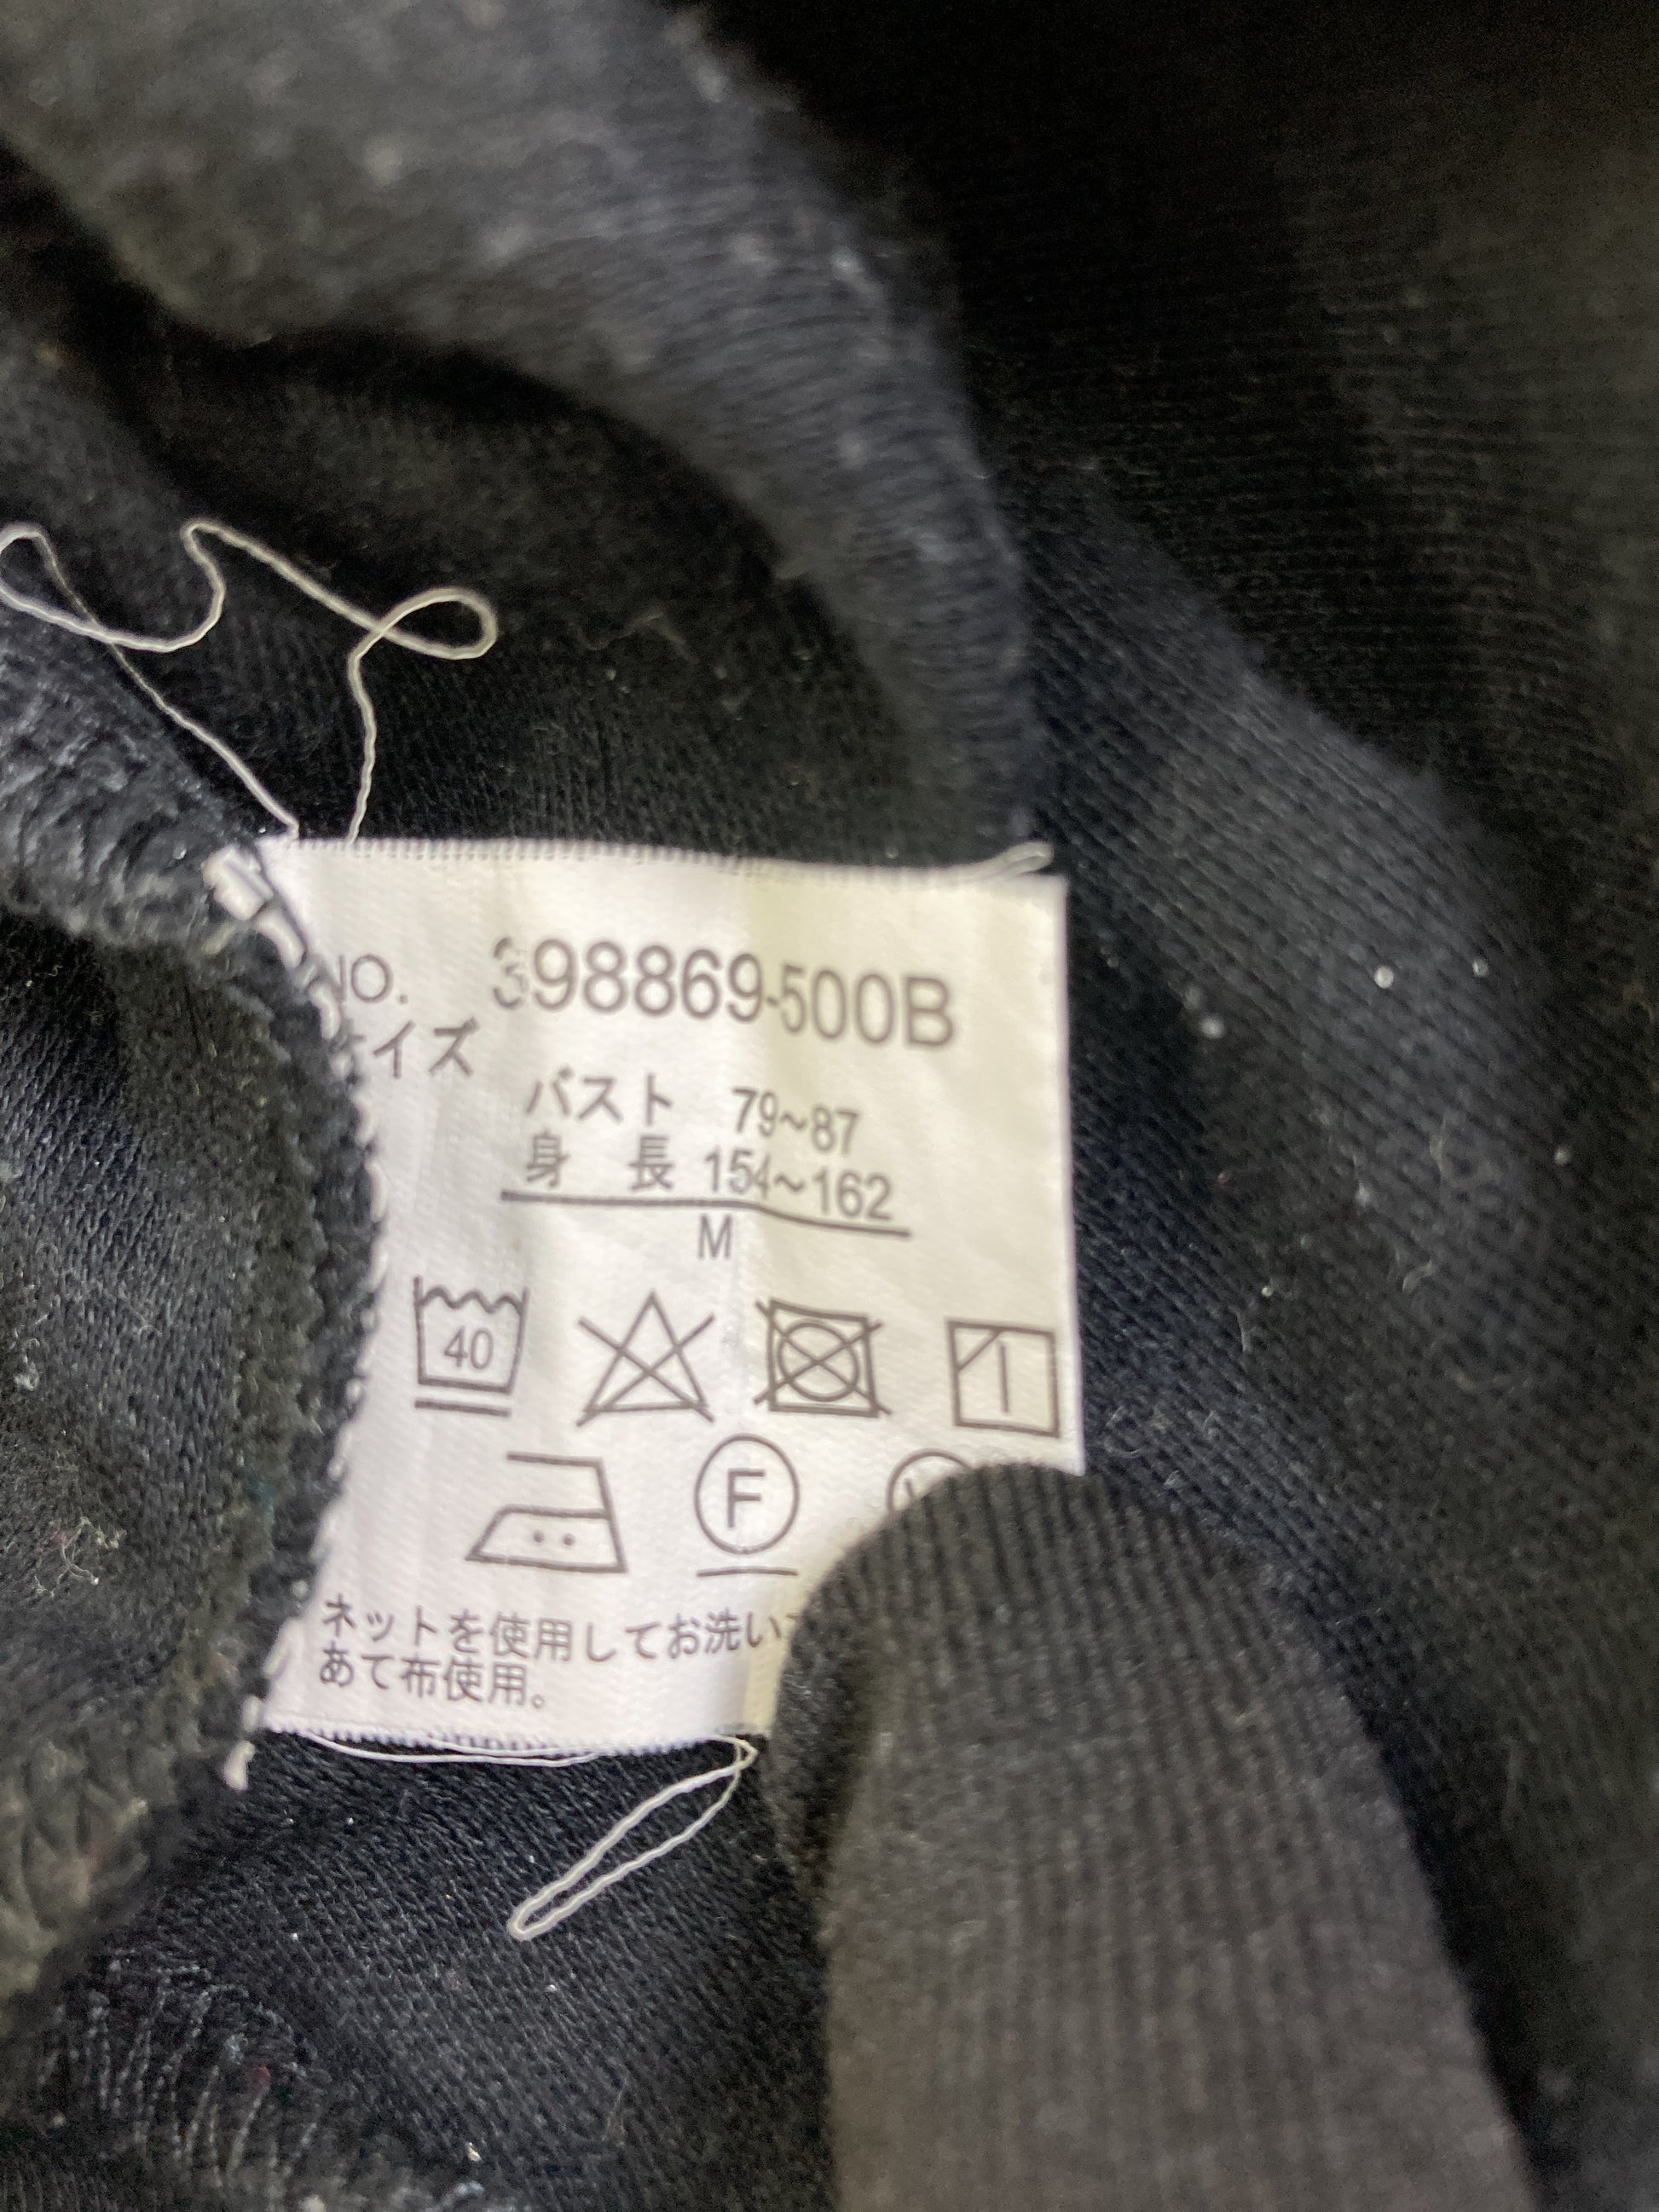 NO. 398869-500B
サイズ
バスト 79~87
身長 154~162
M
40
F
ネットを使用してお洗い
あて布使用。